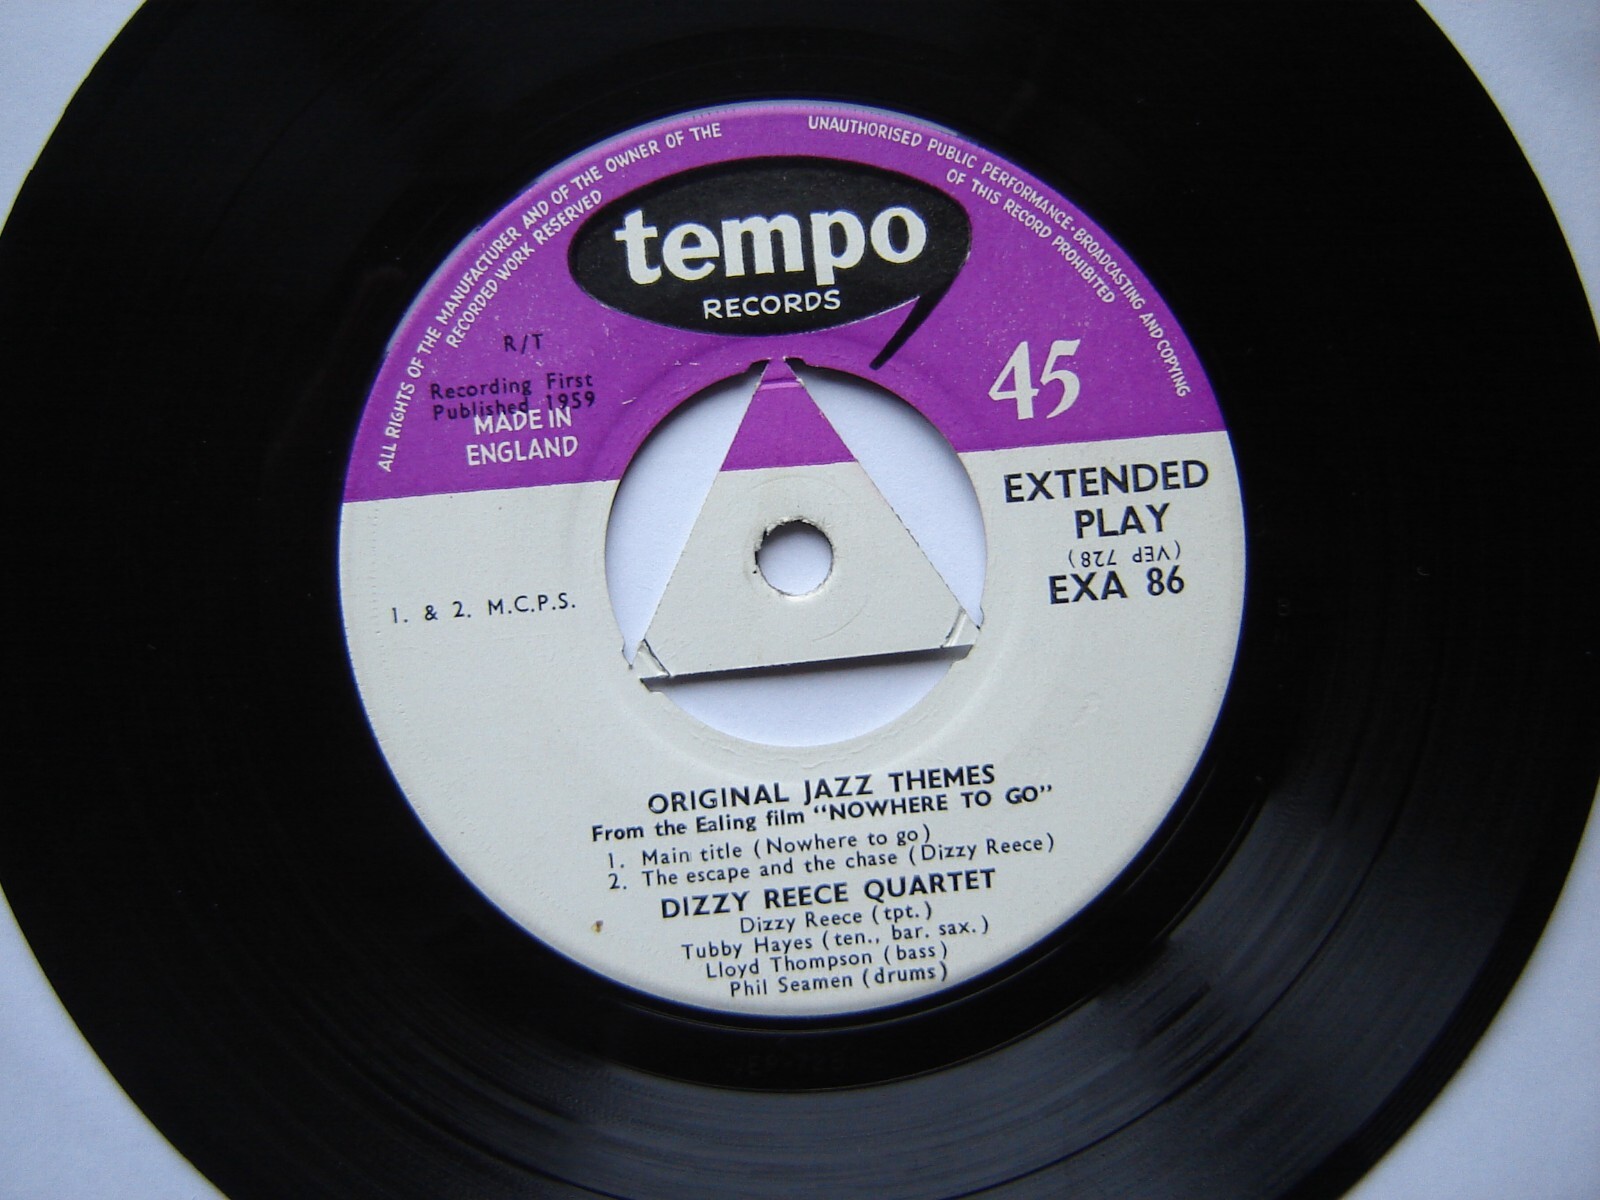 ALL RIGHTS OF THE MANUFACTURER AND OF THE OWNER OF THE
RECORDED WORK RESERVED
UNAUTHORISED PUBLIC PERFORMANCE·BROADCASTING AND COPYING
OF THIS RECORD PROHIBITED
tempo
RECORDS
R/T
Recording First
Published 1959
MADE IN
ENGLAND
45
EXTENDED
PLAY
(VEP 728)
EXA 86
1. & 2. M.C.P.S.
ORIGINAL JAZZ THEMES
From the Ealing film "NOWHERE TO GO"
1. Main title (Nowhere to go)
2. The escape and the chase (Dizzy Reece)
DIZZY REECE QUARTET
Dizzy Reece (tpt.)
Tubby Hayes (ten., bar. sax.)
Lloyd Thompson (bass)
Phil Seamen (drums)